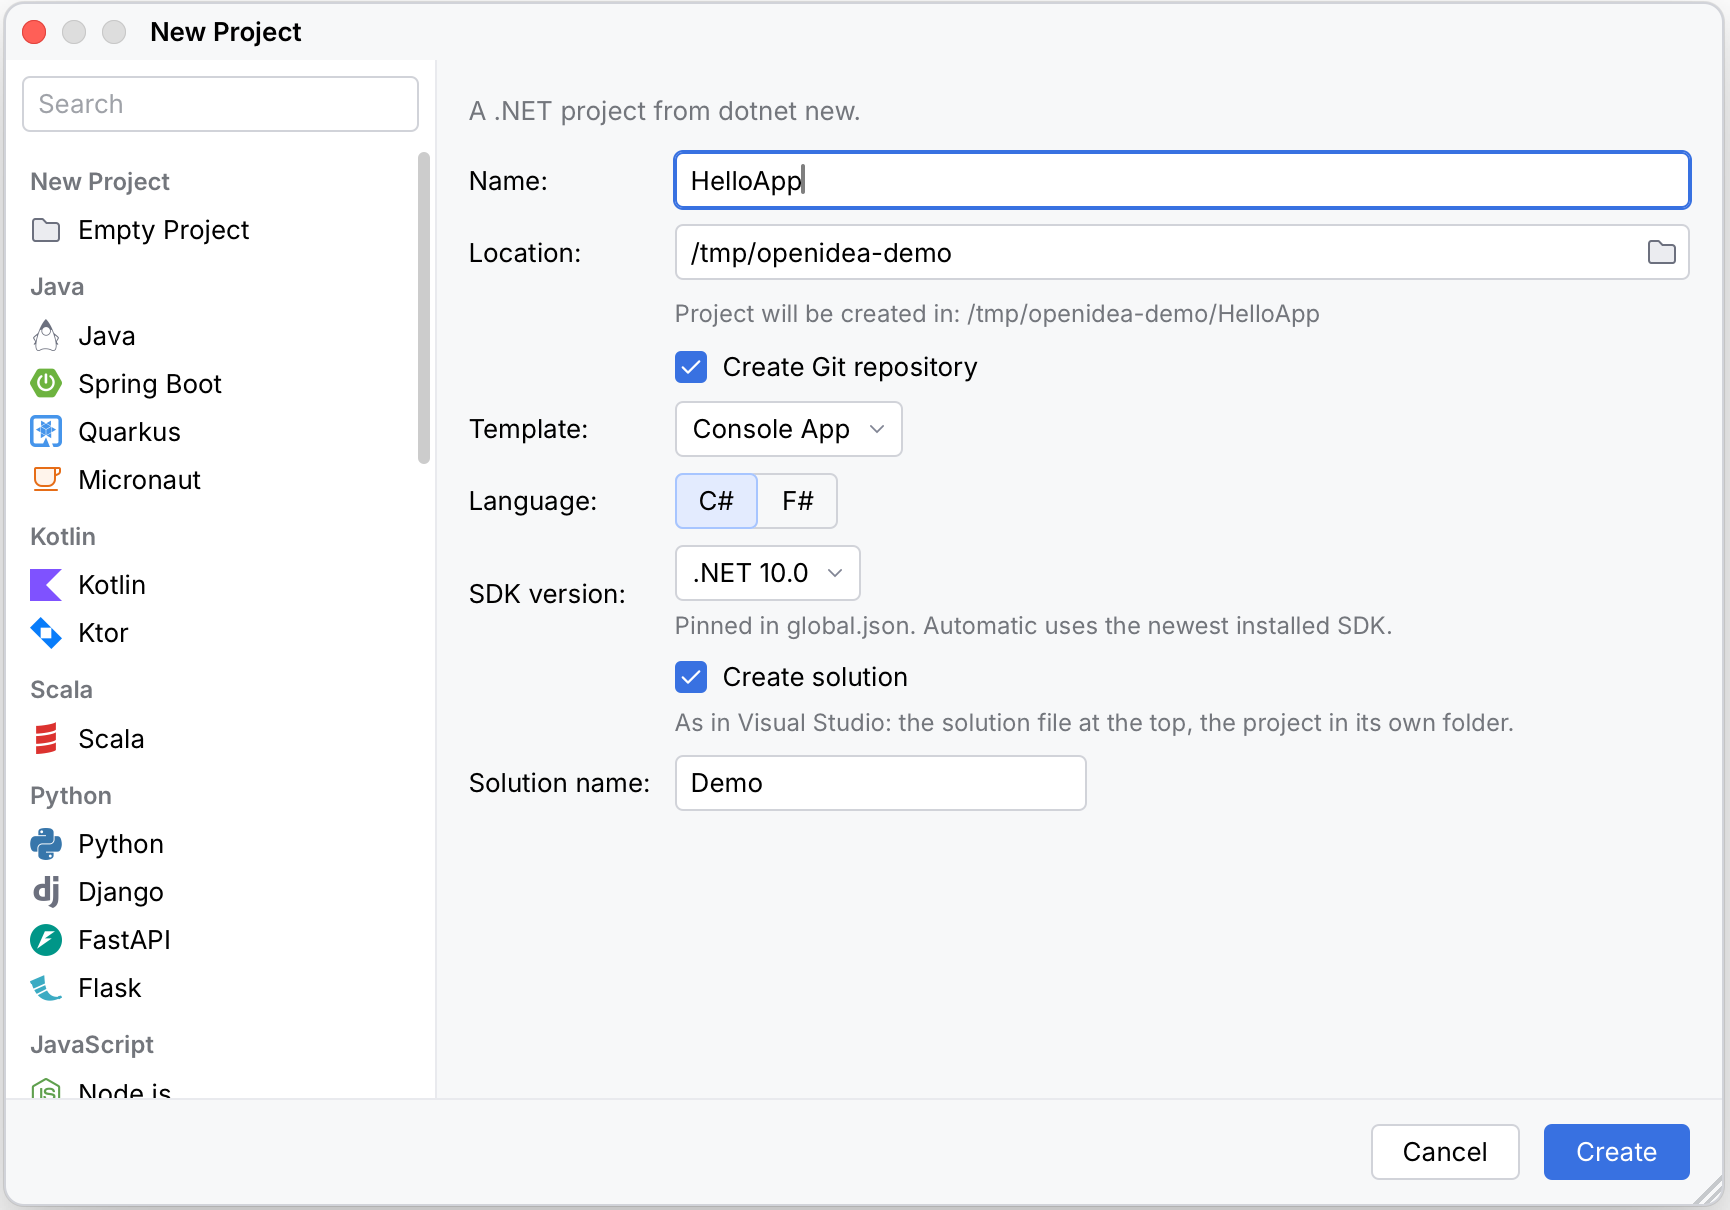 New Project
Search
New Project
Empty Project
Java
Java
Spring Boot
Quarkus
Micronaut
Kotlin
Kotlin
Ktor
Scala
Scala
Python
Python
dj Django
FastAPI
Flask
JavaScript
JS Node.js
A .NET project from dotnet new.
Name: HelloApp
Location: /tmp/openidea-demo
Project will be created in: /tmp/openidea-demo/HelloApp
Create Git repository
Template: Console App
Language: C# F#
SDK version: .NET 10.0
Pinned in global.json. Automatic uses the newest installed SDK.
Create solution
As in Visual Studio: the solution file at the top, the project in its own folder.
Solution name: Demo
Cancel Create